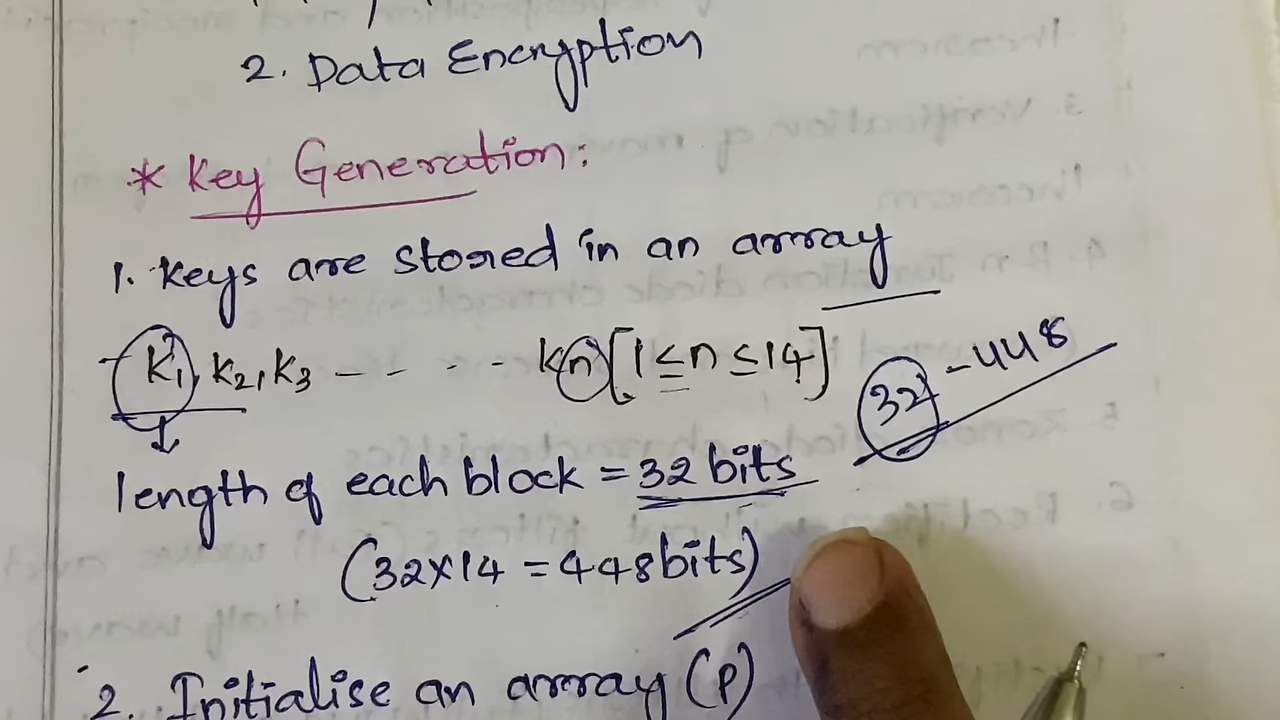 2. Data Encryption
* Key Generation:
1. Keys are stored in an array
K1, K2, K3 - - - - - Kn [1≤n≤14]
32 - 448
length of each block = 32 bits
(32×14 = 448 bits)
2. Initialise an array (P)